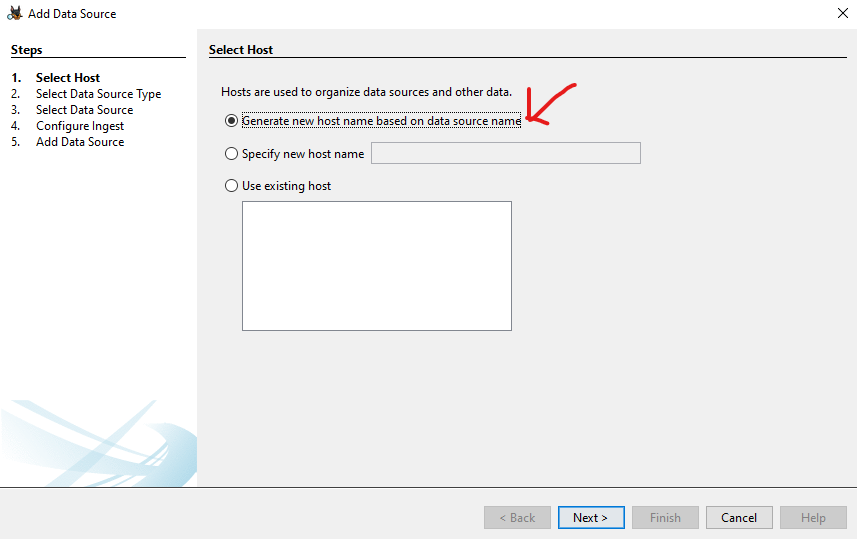 Add Data Source
Steps
1. Select Host
2. Select Data Source Type
3. Select Data Source
4. Configure Ingest
5. Add Data Source
Select Host
Hosts are used to organize data sources and other data.
Generate new host name based on data source name
Specify new host name
Use existing host
< Back
Next >
Finish
Cancel
Help